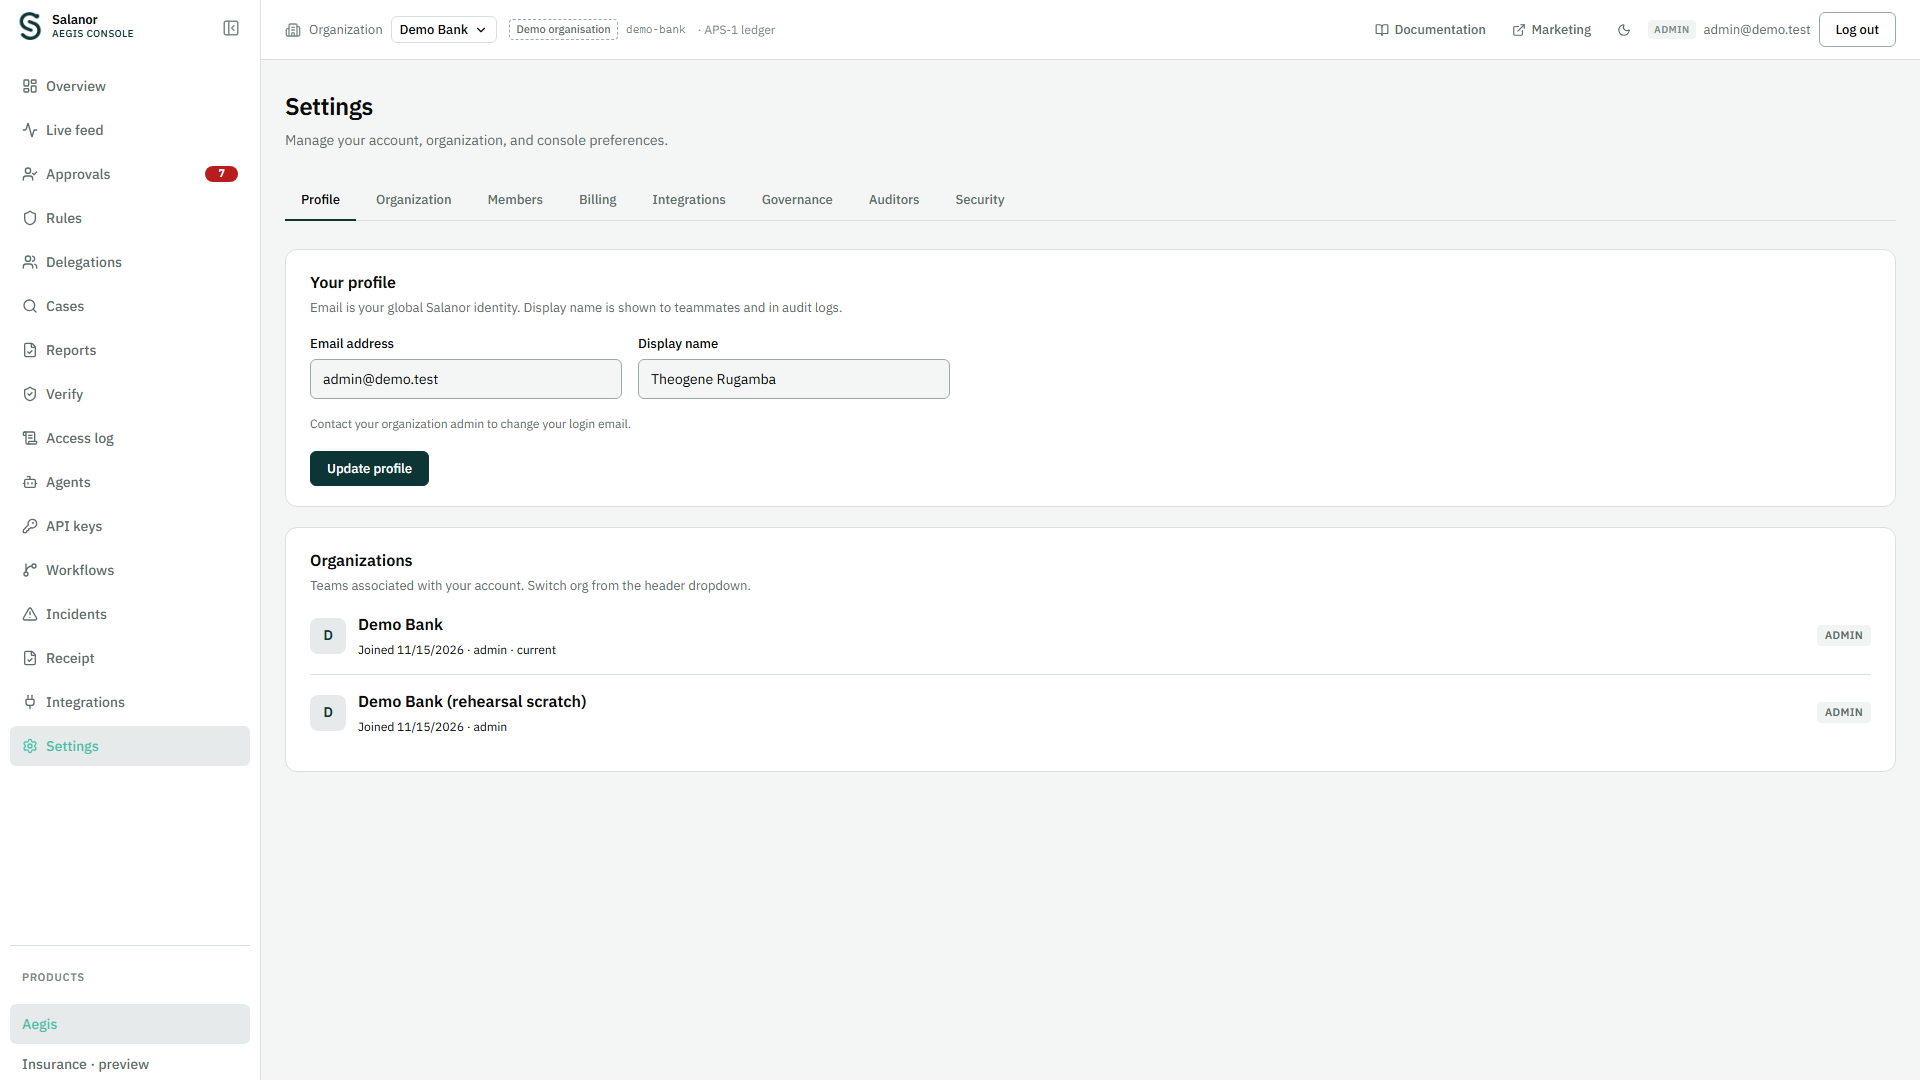 Salanor
AEGIS CONSOLE
Overview
Live feed
Approvals 7
Rules
Delegations
Cases
Reports
Verify
Access log
Agents
API keys
Workflows
Incidents
Receipt
Integrations
Settings
PRODUCTS
Aegis
Insurance · preview
Organization Demo Bank Demo organisation demo-bank · APS-1 ledger
Documentation Marketing ADMIN admin@demo.test Log out
Settings
Manage your account, organization, and console preferences.
Profile Organization Members Billing Integrations Governance Auditors Security
Your profile
Email is your global Salanor identity. Display name is shown to teammates and in audit logs.
Email address Display name
admin@demo.test Theogene Rugamba
Contact your organization admin to change your login email.
Update profile
Organizations
Teams associated with your account. Switch org from the header dropdown.
D Demo Bank ADMIN
Joined 11/15/2026 · admin · current
D Demo Bank (rehearsal scratch) ADMIN
Joined 11/15/2026 · admin